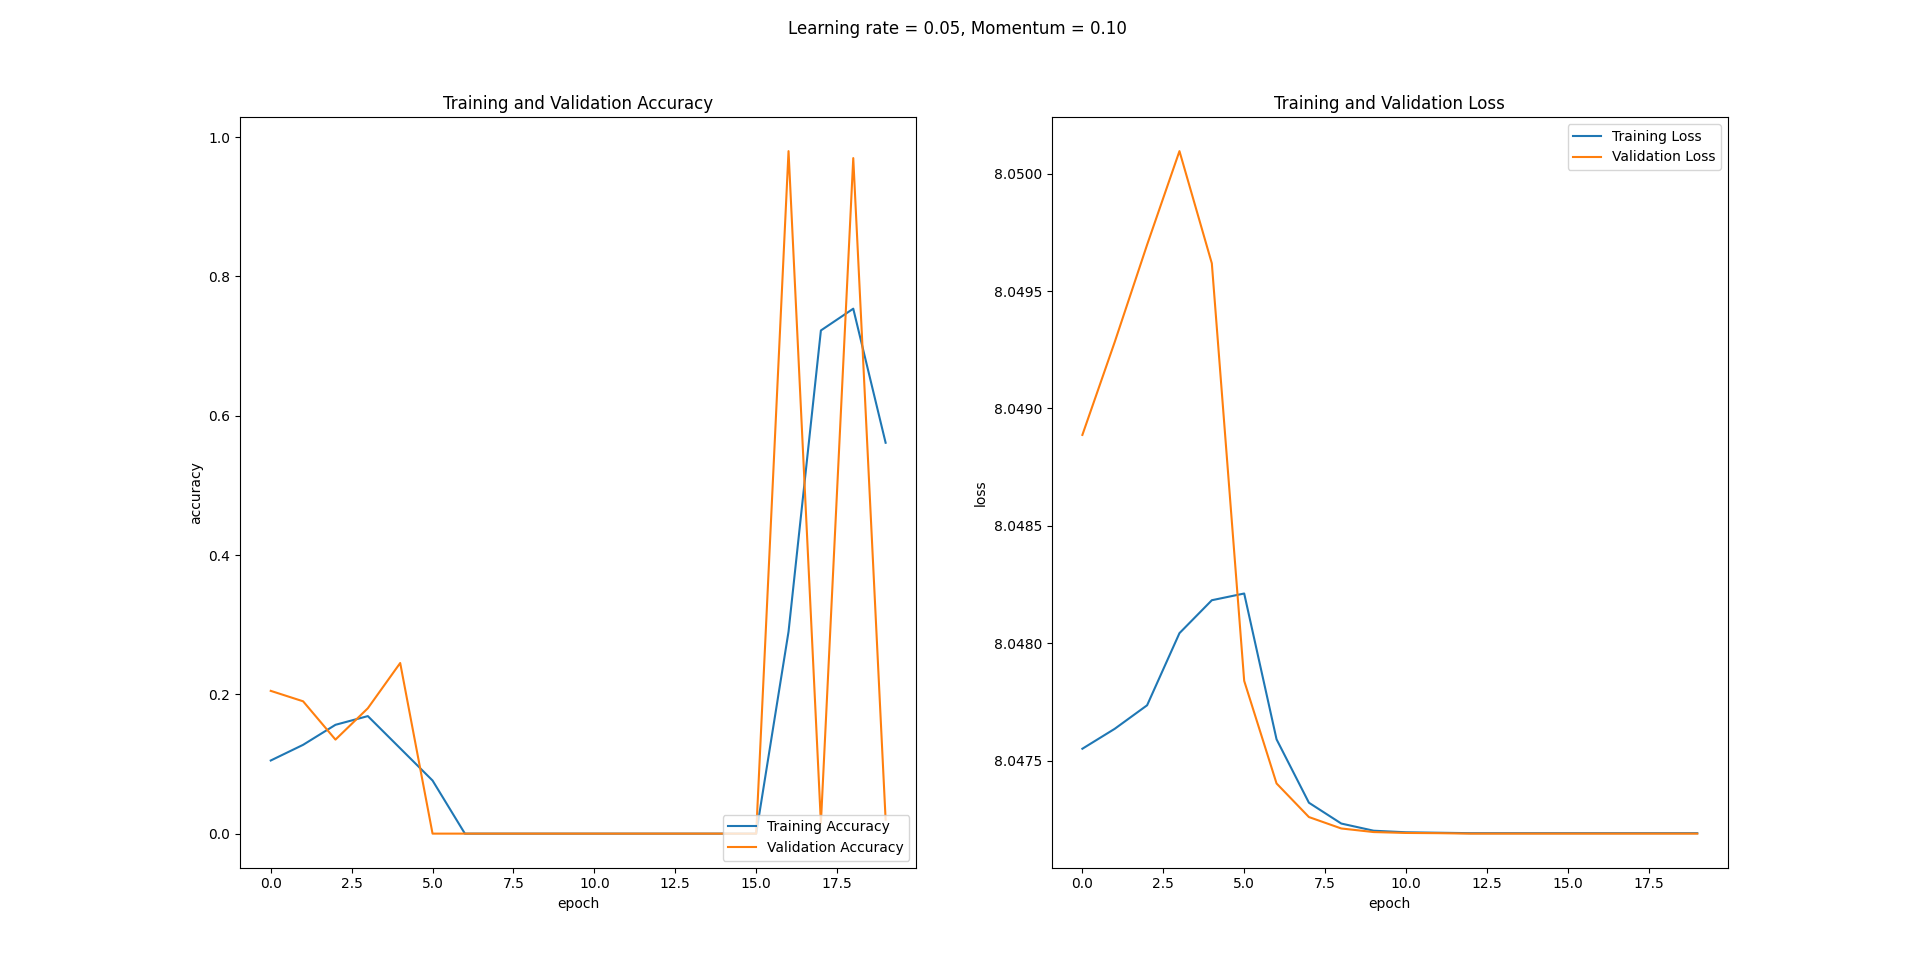 Learning rate = 0.05, Momentum = 0.10
Training and Validation Accuracy
1.0
0.8
0.6
0.4
0.2
0.0
accuracy
0.0 2.5 5.0 7.5 10.0 12.5 15.0 17.5
epoch
Training Accuracy
Validation Accuracy
Training and Validation Loss
8.0500
8.0495
8.0490
8.0485
8.0480
8.0475
loss
0.0 2.5 5.0 7.5 10.0 12.5 15.0 17.5
epoch
Training Loss
Validation Loss